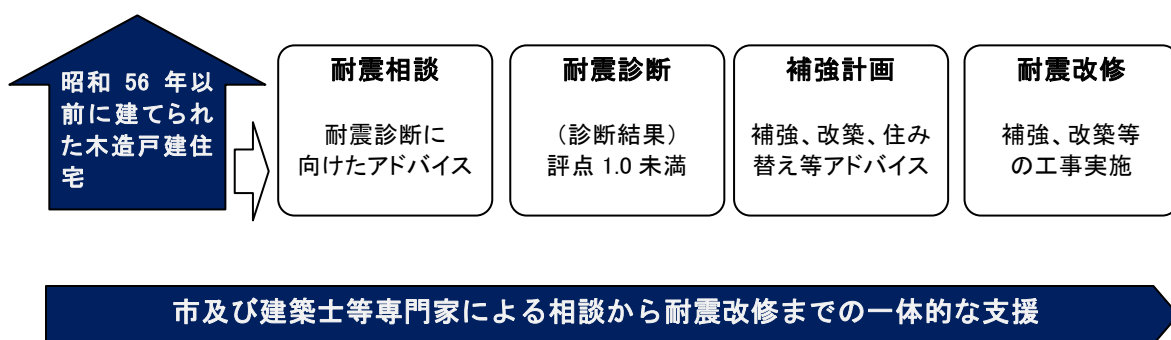 昭和 56 年以
前に建てられ
た木造戸建住
宅
耐震相談
耐震診断に
向けたアドバイス
耐震診断
（診断結果）
評点 1.0 未満
補強計画
補強、改築、住み
替え等アドバイス
耐震改修
補強、改築等
の工事実施
市及び建築士等専門家による相談から耐震改修までの一体的な支援